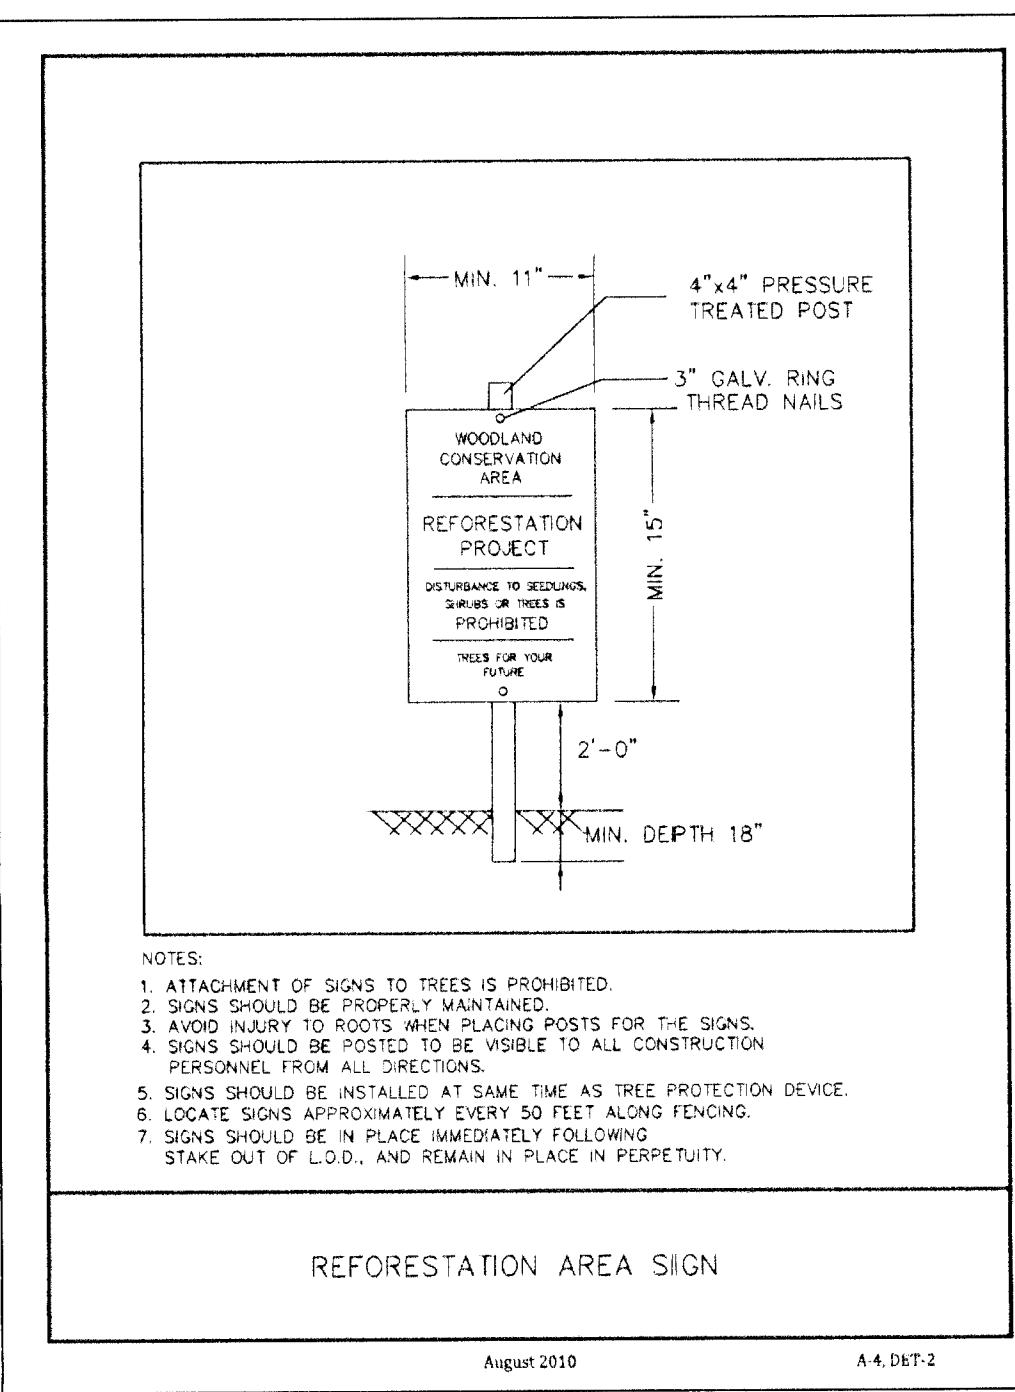 MIN. 11"
4"x4" PRESSURE
TREATED POST
3" GALV. RING
THREAD NAILS
WOODLAND
CONSERVATION
AREA
REFORESTATION
PROJECT
DISTURBANCE TO SEEDLINGS,
SHRUBS OR TREES IS
PROHIBITED
TREES FOR YOUR
FUTURE
MIN. 15"
2'-0"
MIN. DEPTH 18"
NOTES:
1. ATTACHMENT OF SIGNS TO TREES IS PROHIBITED.
2. SIGNS SHOULD BE PROPERLY MAINTAINED.
3. AVOID INJURY TO ROOTS WHEN PLACING POSTS FOR THE SIGNS.
4. SIGNS SHOULD BE POSTED TO BE VISIBLE TO ALL CONSTRUCTION
PERSONNEL FROM ALL DIRECTIONS.
5. SIGNS SHOULD BE INSTALLED AT SAME TIME AS TREE PROTECTION DEVICE.
6. LOCATE SIGNS APPROXIMATELY EVERY 50 FEET ALONG FENCING.
7. SIGNS SHOULD BE IN PLACE IMMEDIATELY FOLLOWING
STAKE OUT OF L.O.D., AND REMAIN IN PLACE IN PERPETUITY.
REFORESTATION AREA SIGN
August 2010
A-4, DET-2